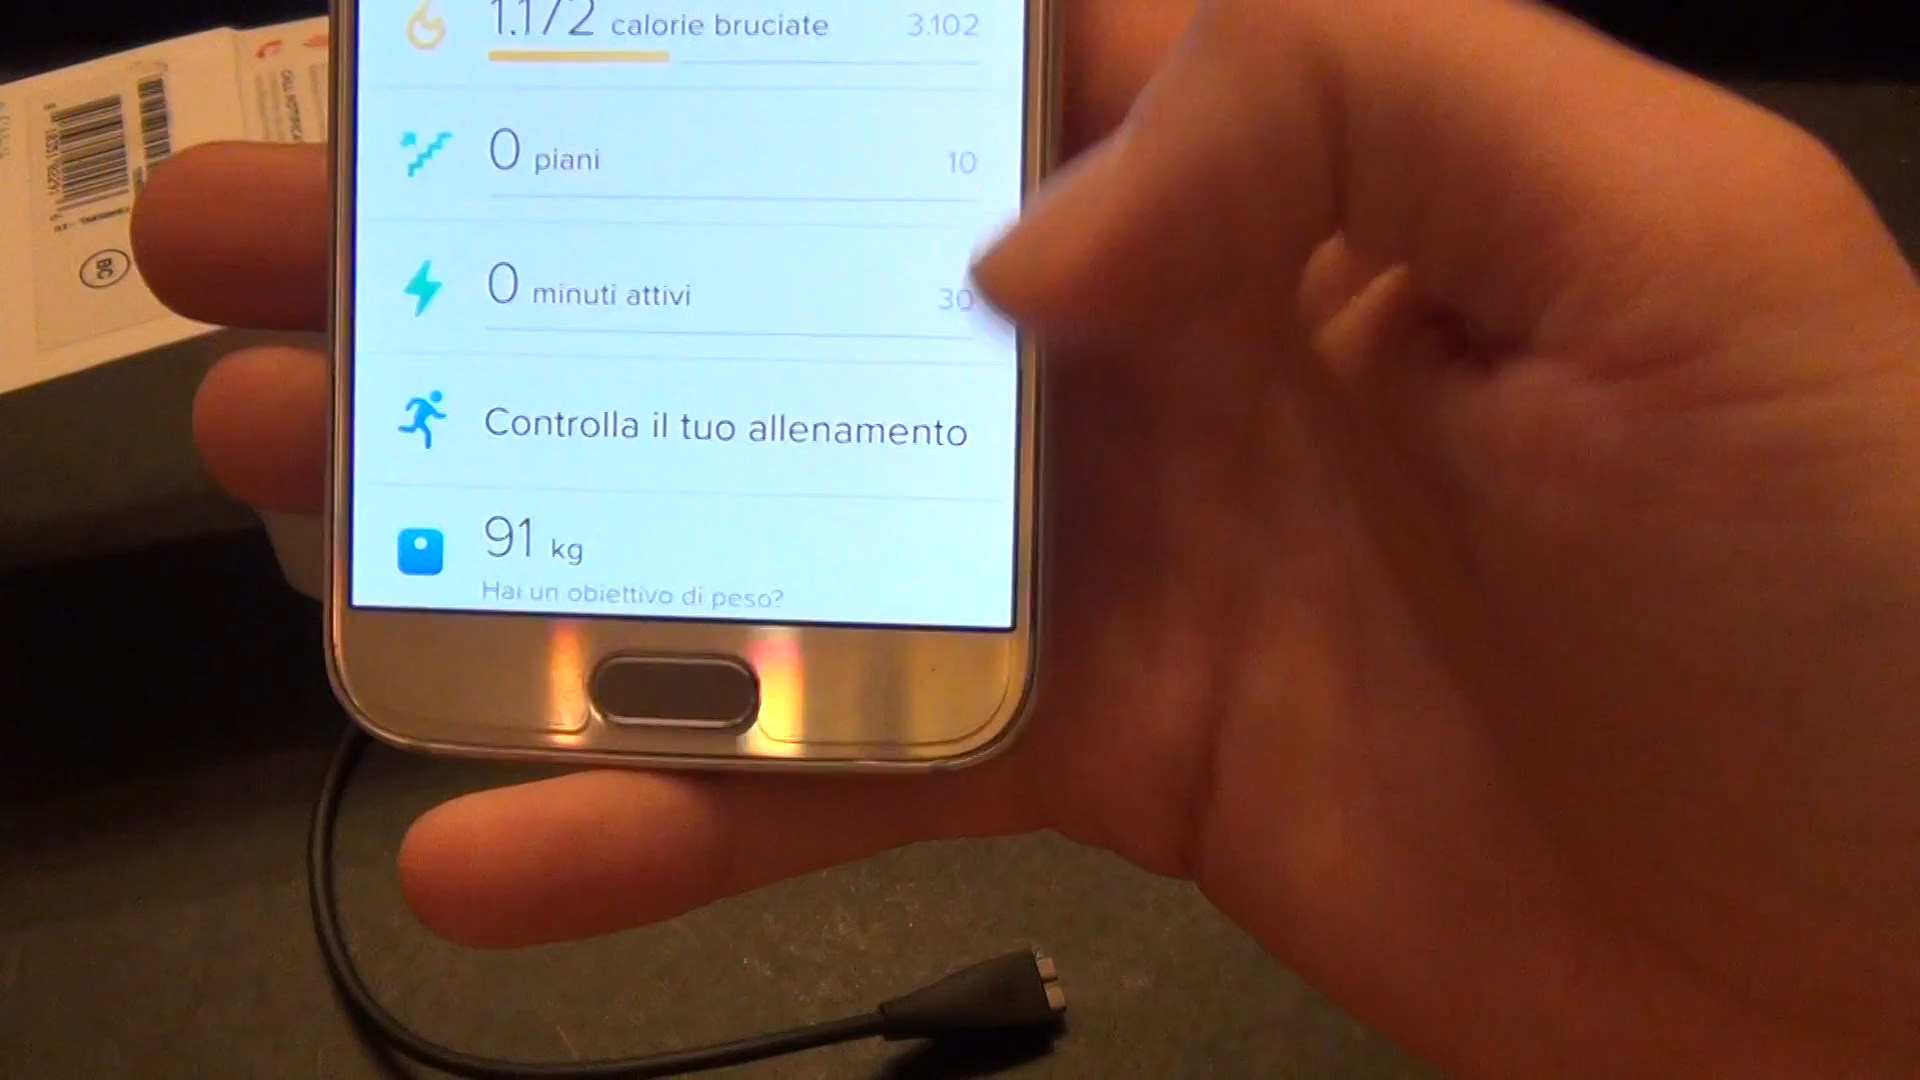 1.172 calorie bruciate 3.102
0 piani 10
0 minuti attivi 30
Controlla il tuo allenamento
91 kg
Hai un obiettivo di peso?
BC